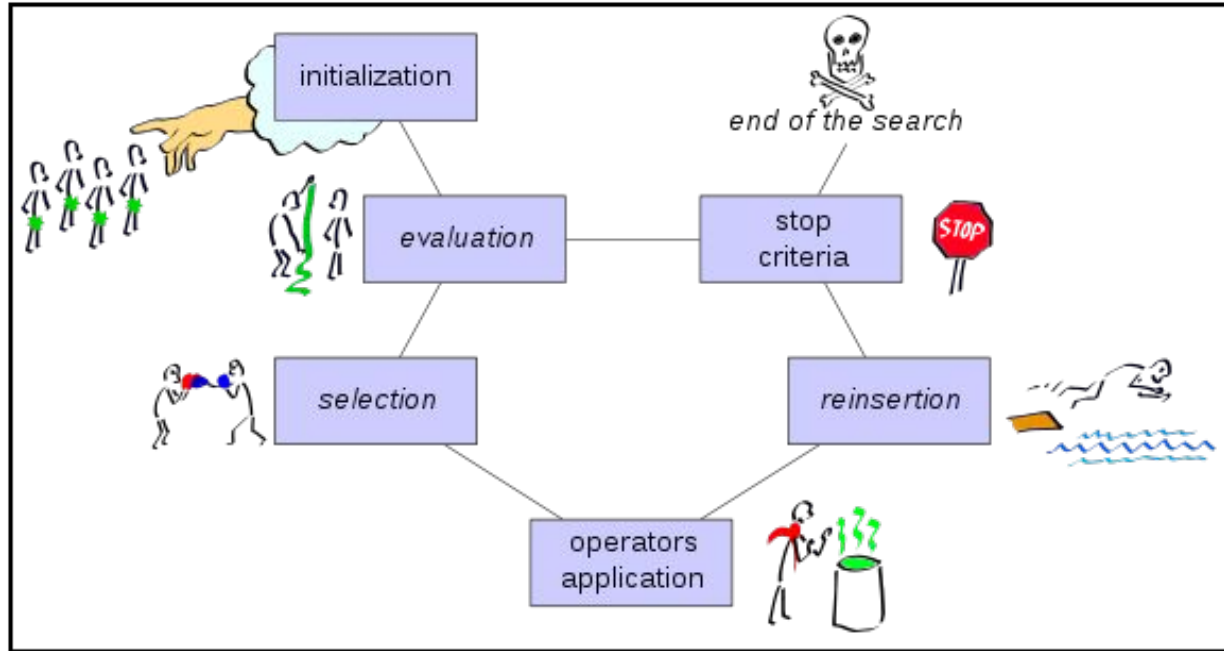 initialization
end of the search
evaluation
stop
criteria
STOP
selection
reinsertion
operators
application